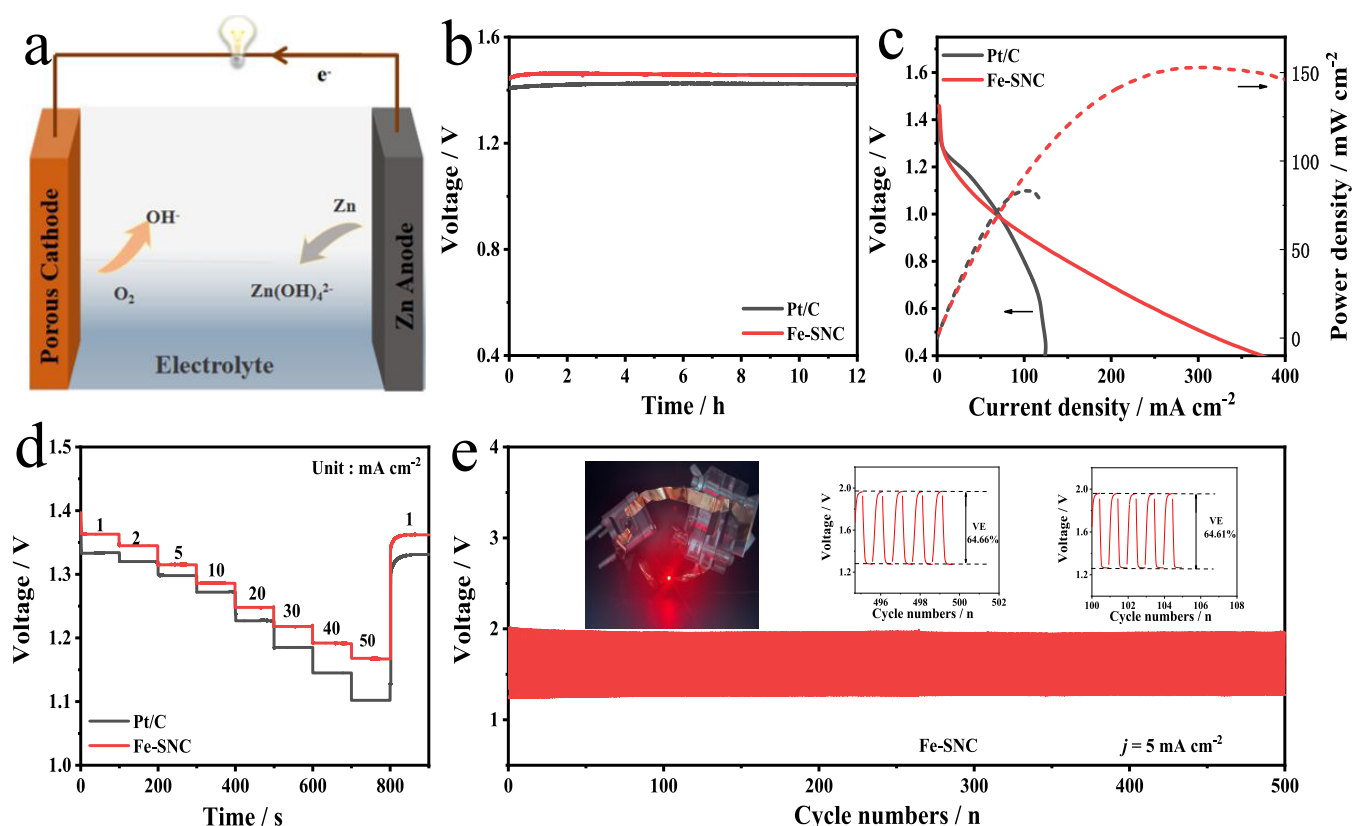 a
e-
Porous Cathode
OH-
O2
Zn
Zn(OH)4 2-
Zn Anode
Electrolyte
b
Voltage / V
1.6
1.4
1.2
0.8
0.6
0.4
Pt/C
Fe-SNC
0
2
4
6
8
10
12
Time / h
c
Pt/C
Fe-SNC
Voltage / V
1.6
1.4
1.2
1.0
0.8
0.6
0.4
150
100
50
0
Power density / mW cm-2
0
100
200
300
400
Current density / mA cm-2
d
Voltage / V
1.5
1.4
1.3
1.2
1.1
1.0
Unit : mA cm-2
1
2
5
10
20
30
40
50
1
Pt/C
Fe-SNC
0
200
400
600
800
Time / s
e
Voltage / V
4
3
2
1
Voltage / V
2.0
1.6
1.2
VE
64.66%
496
498
500
502
Cycle numbers / n
Voltage / V
2.0
1.6
1.2
VE
64.61%
100
102
104
106
108
Cycle numbers / n
Fe-SNC
j = 5 mA cm-2
0
100
200
300
400
500
Cycle numbers / n